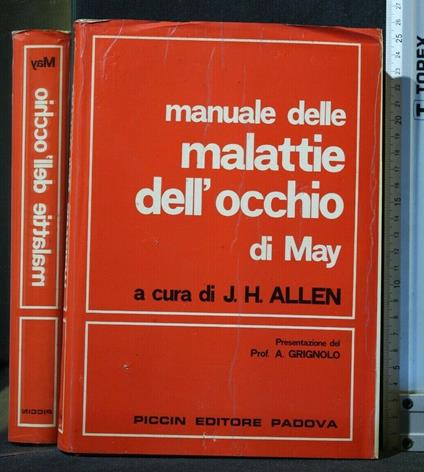 manuale delle
malattie
dell'occhio
di May
a cura di J. H. ALLEN
Presentazione del
Prof. A. GRIGNOLO
PICCIN EDITORE PADOVA
May
malattie dell'occhio
PICCIN
TOREX